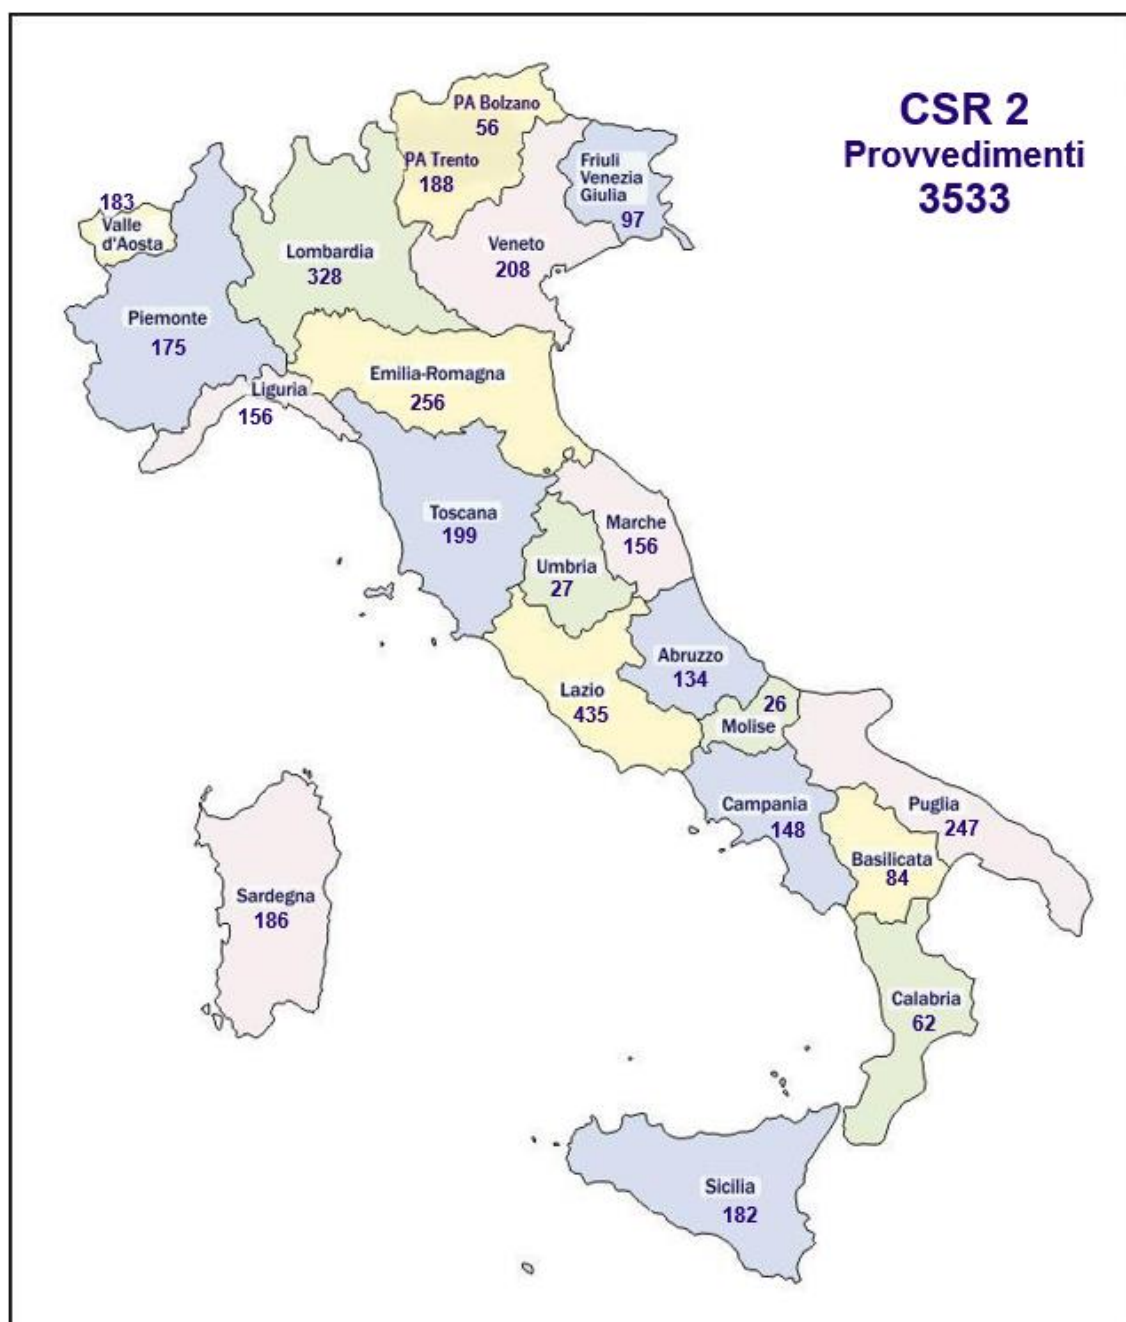 CSR 2
Provvedimenti
3533
PA Bolzano
56
PA Trento
188
Friuli
Venezia
Giulia
97
183
Valle
d'Aosta
Lombardia
328
Veneto
208
Piemonte
175
Emilia-Romagna
256
Liguria
156
Toscana
199
Marche
156
Umbria
27
Abruzzo
134
Lazio
435
26
Molise
Campania
148
Puglia
247
Basilicata
84
Sardegna
186
Calabria
62
Sicilia
182